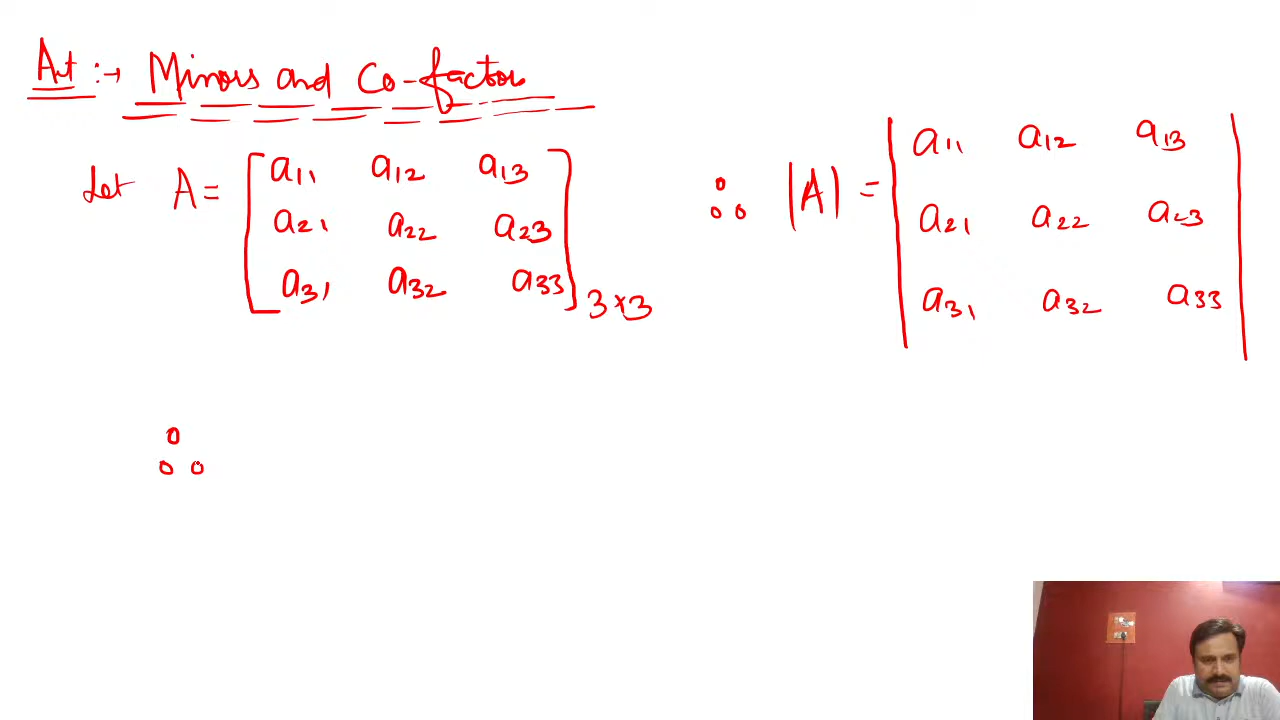 Art :→ Minors and Co-factors
Let A = [ a11 a12 a13
a21 a22 a23
a31 a32 a33 ] 3×3
∴ |A| = | a11 a12 a13
a21 a22 a23
a31 a32 a33 |
∴